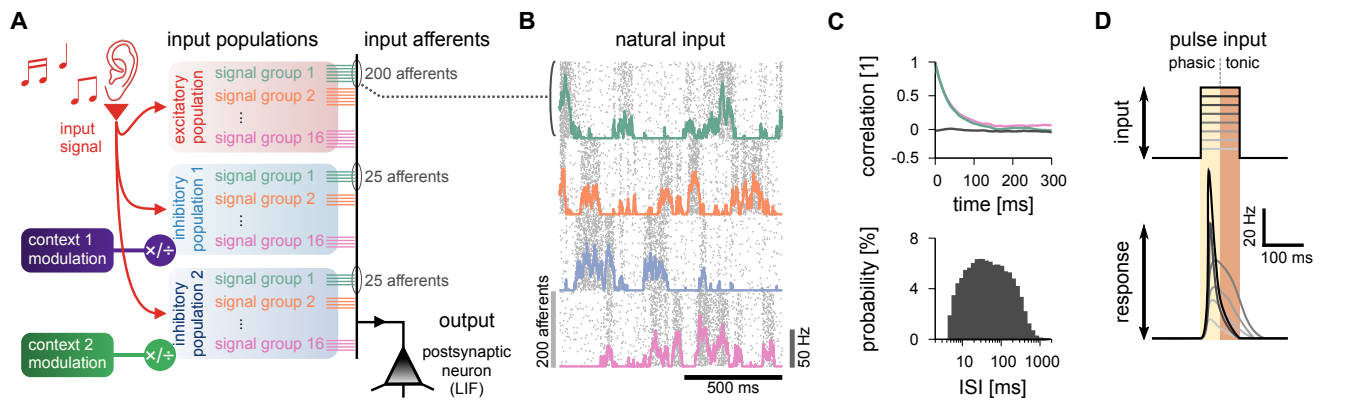 A
input populations
input afferents
input
signal
excitatory
population
signal group 1
signal group 2
...
signal group 16
200 afferents
inhibitory
population 1
signal group 1
signal group 2
...
signal group 16
25 afferents
context 1
modulation
×/÷
inhibitory
population 2
signal group 1
signal group 2
...
signal group 16
25 afferents
context 2
modulation
×/÷
output
postsynaptic
neuron
(LIF)
B
natural input
200 afferents
50 Hz
500 ms
C
correlation [1]
1
0.5
0
-0.5
0
100
200
300
time [ms]
probability [%]
8
4
0
10
100
1000
ISI [ms]
D
pulse input
phasic
tonic
input
response
20 Hz
100 ms